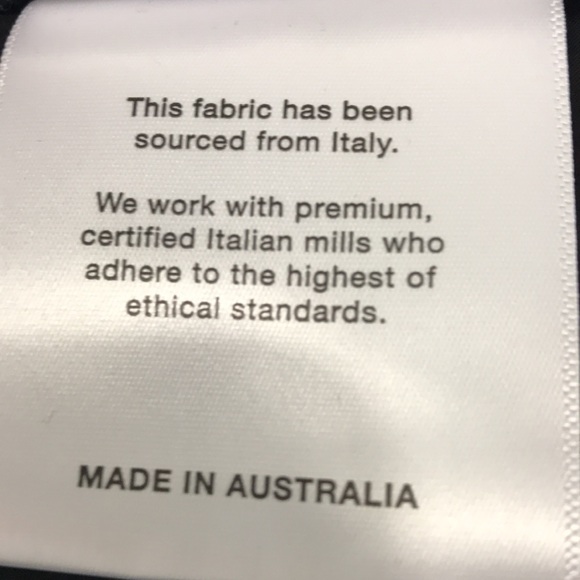 This fabric has been
sourced from Italy.
We work with premium,
certified Italian mills who
adhere to the highest of
ethical standards.
MADE IN AUSTRALIA